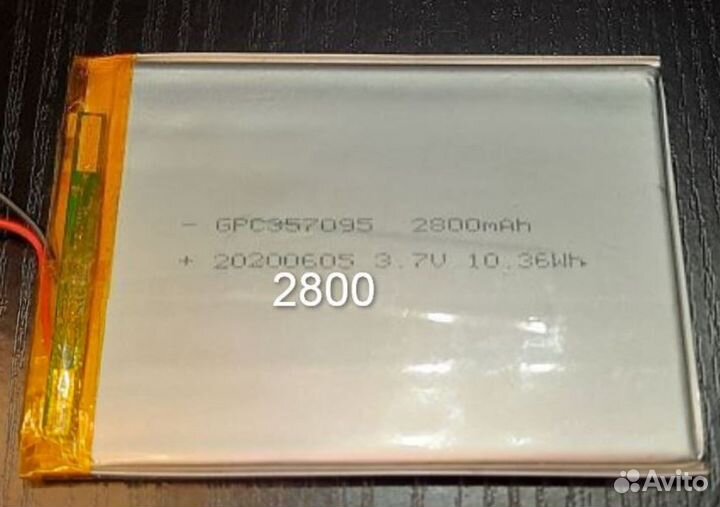 - GPC357095 2800mAh
+ 20200605 3.7V 10.36Wh
2800
Avito